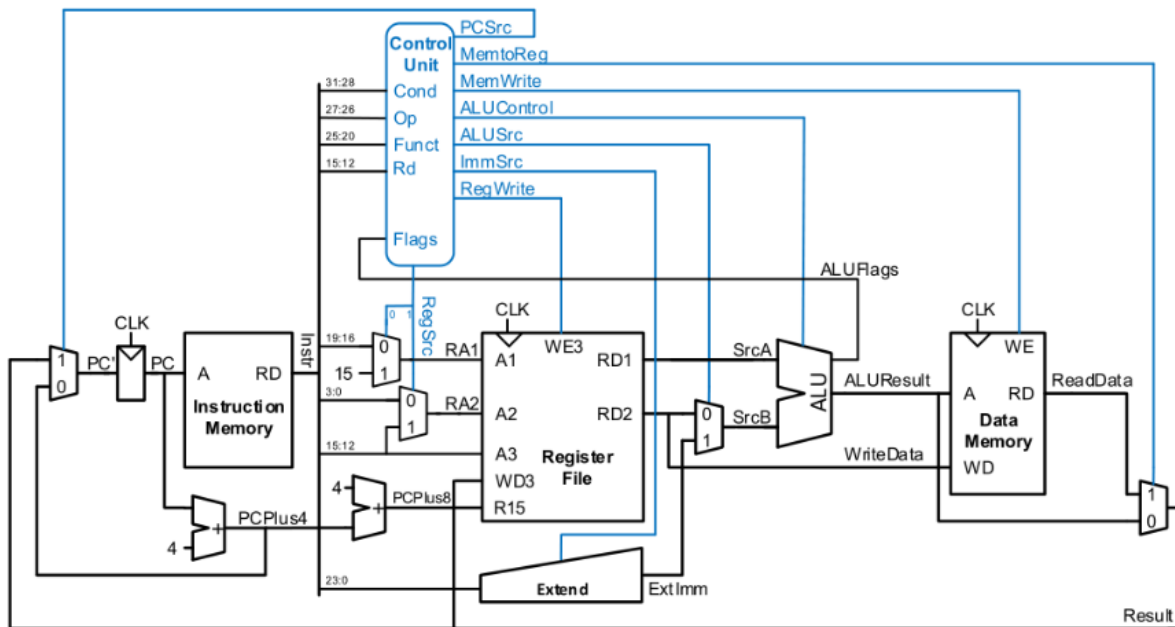 PCSrc
Control
Unit
MemtoReg
MemWrite
31:28
Cond
ALUControl
27:26
Op
ALUSrc
25:20
Funct
ImmSrc
15:12
Rd
RegWrite
Flags
ALUFlags
CLK
0 1
RegSrc
CLK
CLK
Instr
19:16
WE3
WE
1
PC'
PC
A
RD
0
RA1
A1
RD1
SrcA
0
15
1
Instruction
Memory
3:0
0
RA2
A2
RD2
0
SrcB
ALU
ALUResult
A
RD
ReadData
1
1
Data
Memory
15:12
A3
Register
File
WriteData
WD
WD3
4
+
PCPlus8
R15
1
0
+
PCPlus4
4
23:0
Extend
ExtImm
Result